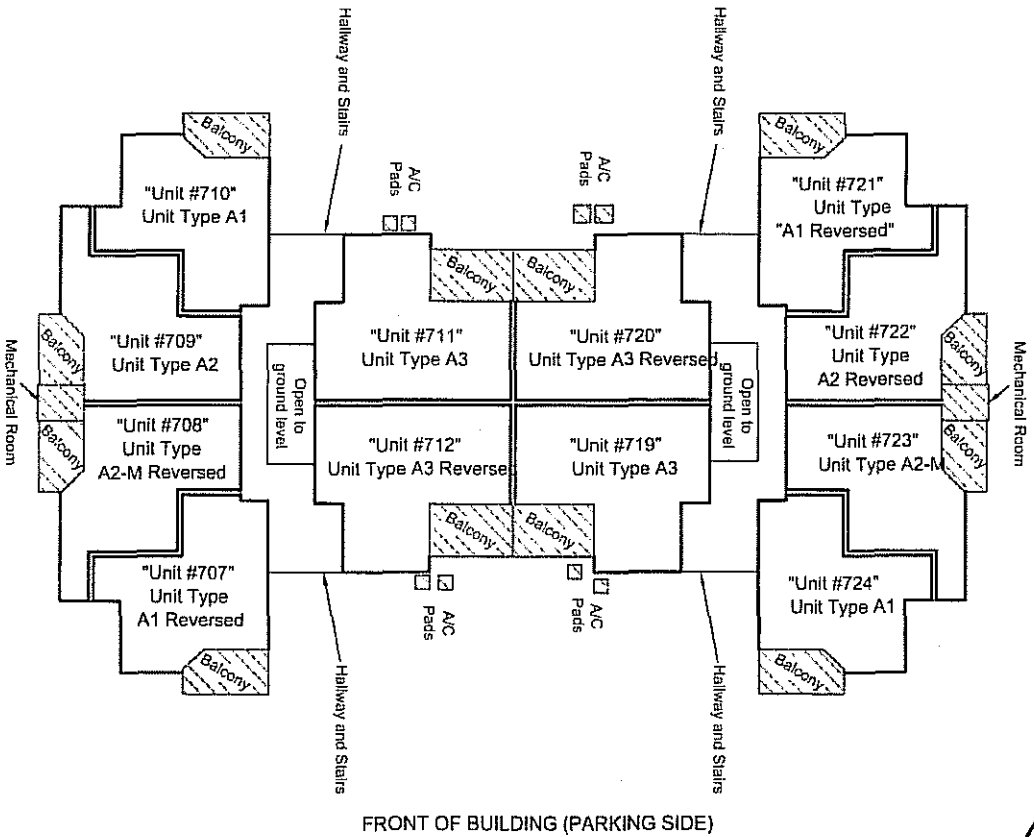 Hallway and Stairs
Hallway and Stairs
Balcony
"Unit #710"
Unit Type A1
A/C
Pads
A/C
Pads
Balcony
"Unit #721"
Unit Type
"A1 Reversed"
Balcony
Balcony
Mechanical Room
Balcony
"Unit #709"
Unit Type A2
"Unit #711"
Unit Type A3
"Unit #720"
Unit Type A3 Reversed
"Unit #722"
Unit Type
A2 Reversed
Balcony
Mechanical Room
Open to
ground level
Open to
ground level
Balcony
"Unit #708"
Unit Type
A2-M Reversed
"Unit #712"
Unit Type A3 Reverse
"Unit #719"
Unit Type A3
"Unit #723"
Unit Type A2-M
Balcony
Balcony
Balcony
"Unit #707"
Unit Type
A1 Reversed
A/C
Pads
A/C
Pads
"Unit #724"
Unit Type A1
Balcony
Balcony
Hallway and Stairs
Hallway and Stairs
FRONT OF BUILDING (PARKING SIDE)